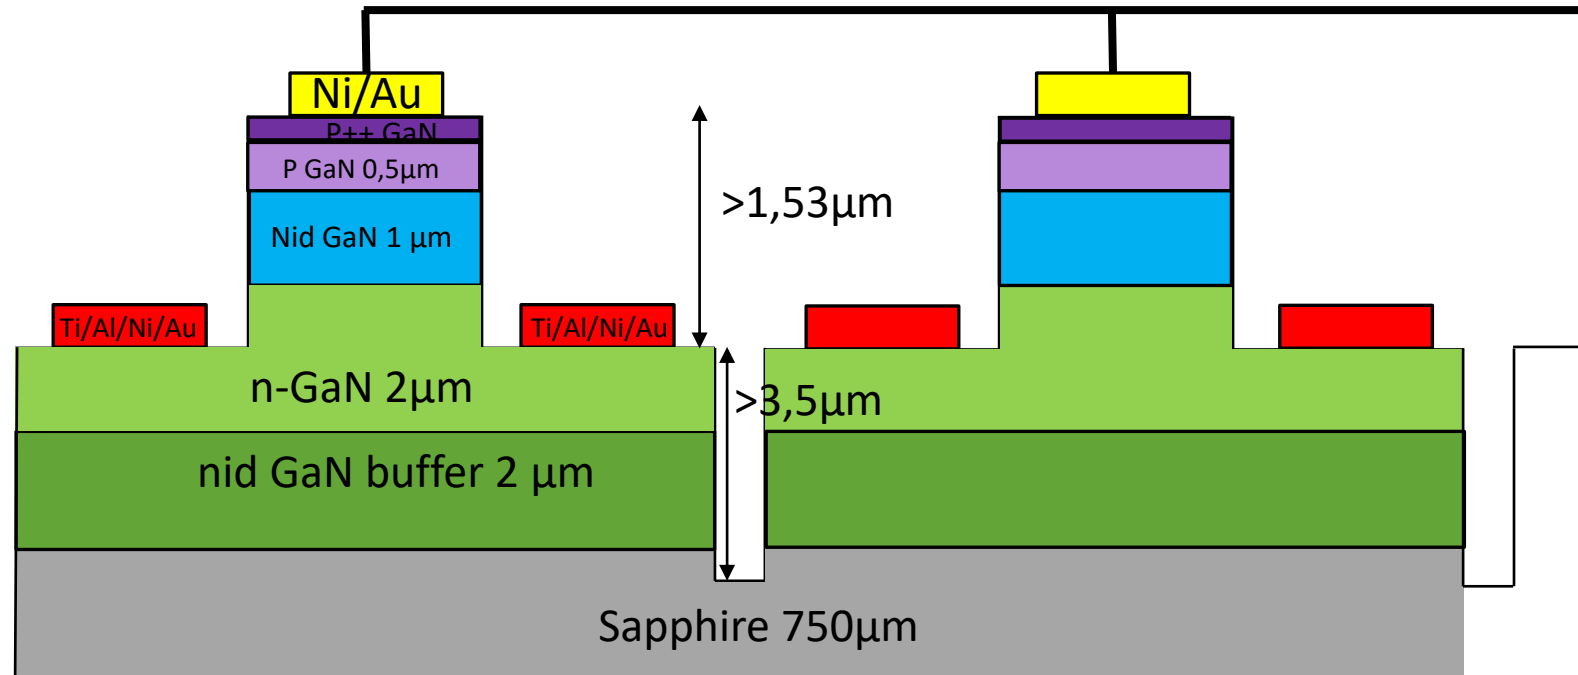 Ni/Au
P++ GaN
P GaN 0,5µm
>1,53µm
Nid GaN 1 µm
Ti/Al/Ni/Au
Ti/Al/Ni/Au
n-GaN 2µm
>3,5µm
nid GaN buffer 2 µm
Sapphire 750µm